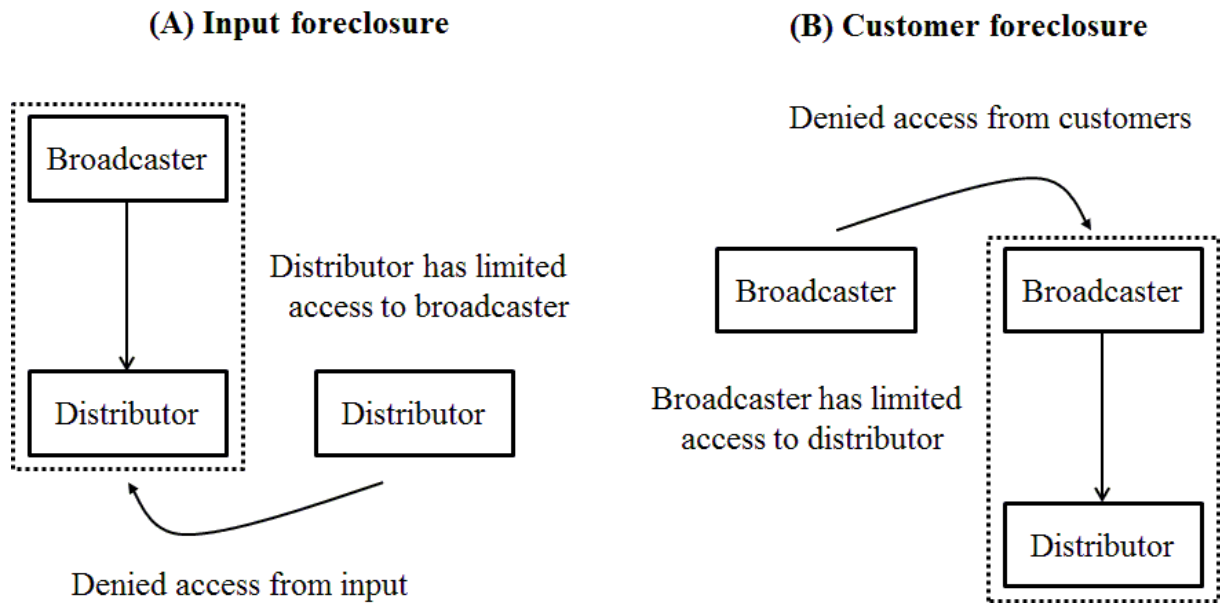 (A) Input foreclosure
Broadcaster
Distributor has limited
access to broadcaster
Distributor
Distributor
Denied access from input
(B) Customer foreclosure
Denied access from customers
Broadcaster
Broadcaster
Broadcaster has limited
access to distributor
Distributor